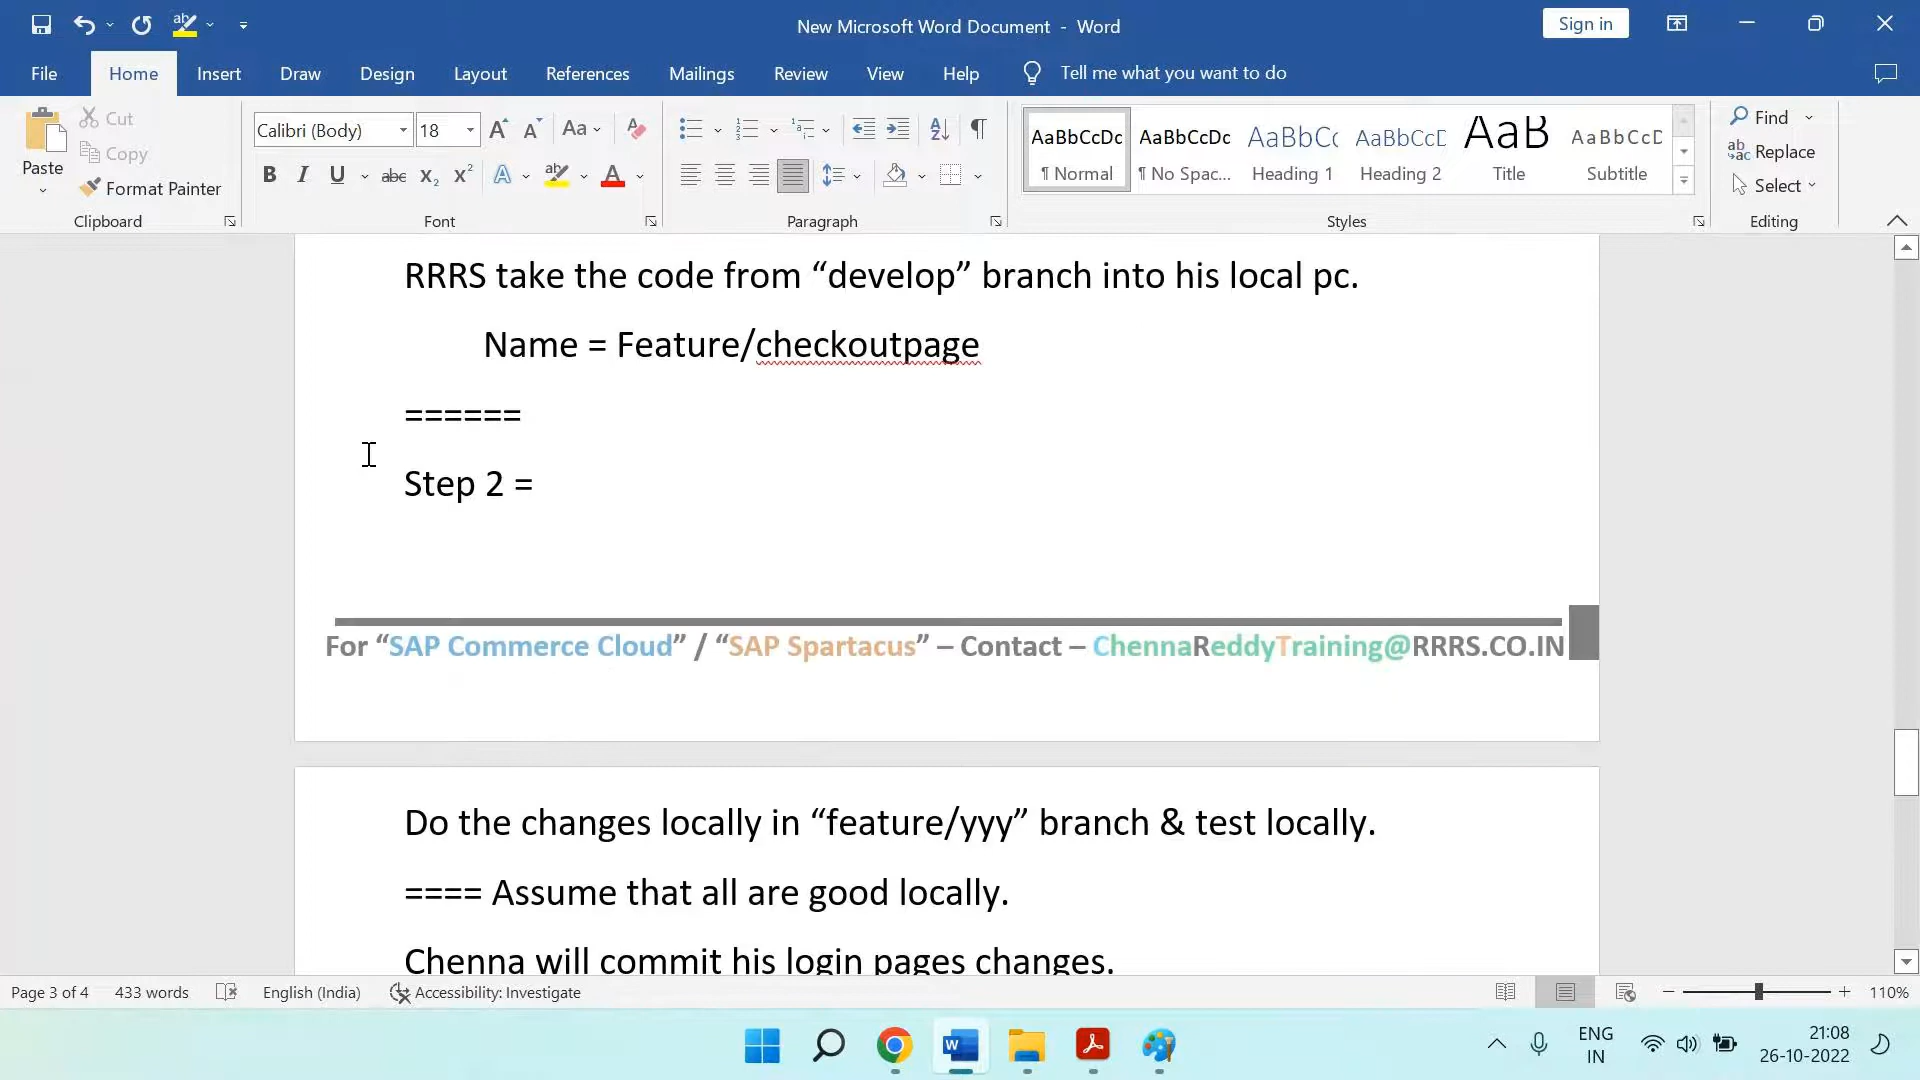 New Microsoft Word Document - Word
Sign in
File Home Insert Draw Design Layout References Mailings Review View Help Tell me what you want to do
Paste
Cut
Copy
Format Painter
Clipboard
Calibri (Body) 18
Font
Paragraph
AaBbCcDc AaBbCcDc AaBbCc AaBbCcD AaB AaBbCcD
¶ Normal ¶ No Spac... Heading 1 Heading 2 Title Subtitle
Styles
Find
Replace
Select
Editing
RRRS take the code from “develop” branch into his local pc.
Name = Feature/checkoutpage
======
Step 2 =
For “SAP Commerce Cloud” / “SAP Spartacus” – Contact – ChennaReddyTraining@RRRS.CO.IN
Do the changes locally in “feature/yyy” branch & test locally.
==== Assume that all are good locally.
Chenna will commit his login pages changes.
Page 3 of 4 433 words English (India) Accessibility: Investigate 110%
ENG
IN
21:08
26-10-2022